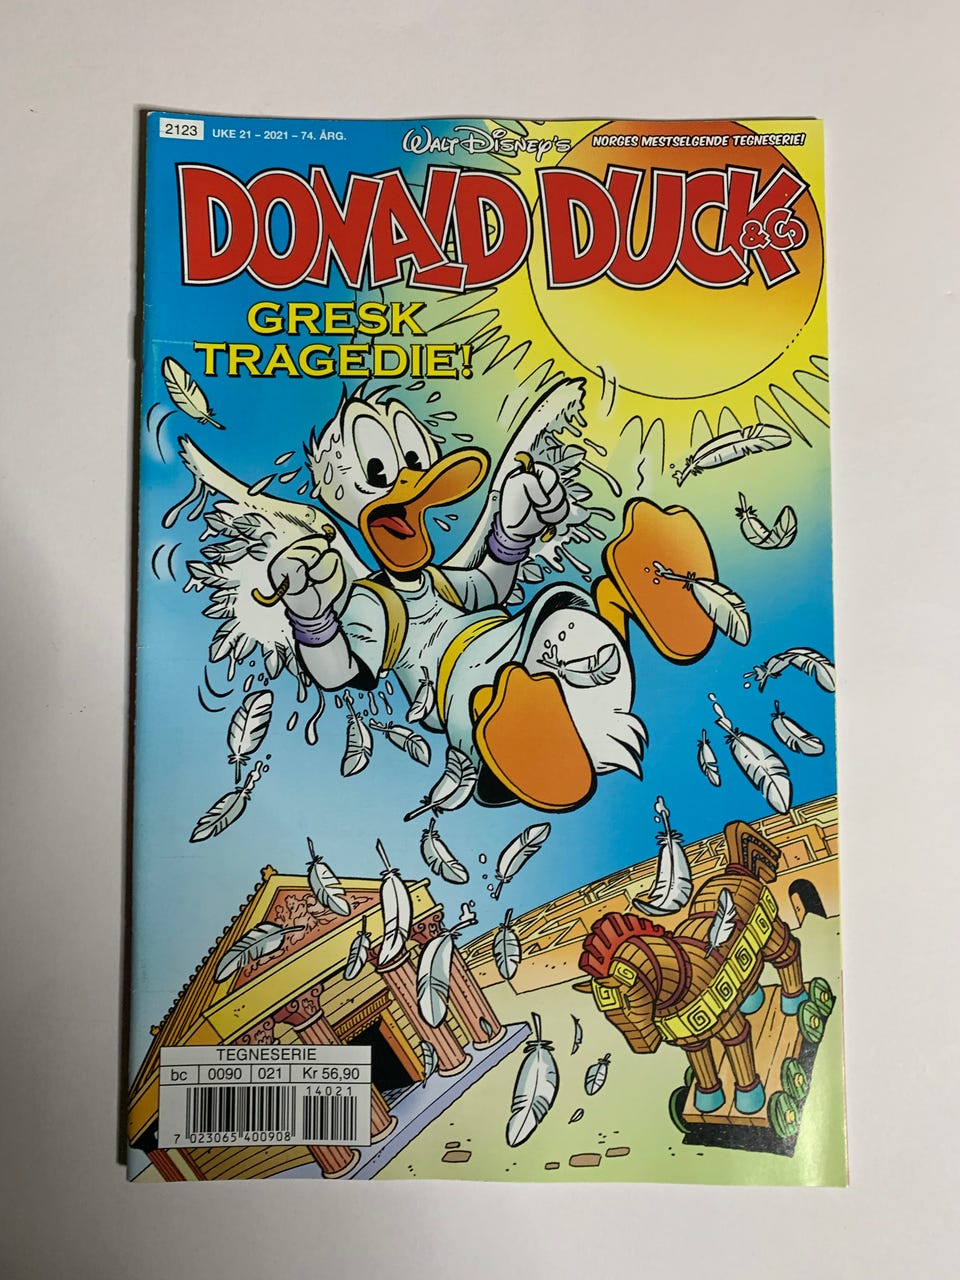 2123
UKE 21 – 2021 – 74. ÅRG.
WALT DISNEY'S
NORGES MESTSELGENDE TEGNESERIE!
DONALD DUCK & Co
GRESK
TRAGEDIE!
TEGNESERIE
bc 0090 021 Kr 56,90
14021
7 023065 400908